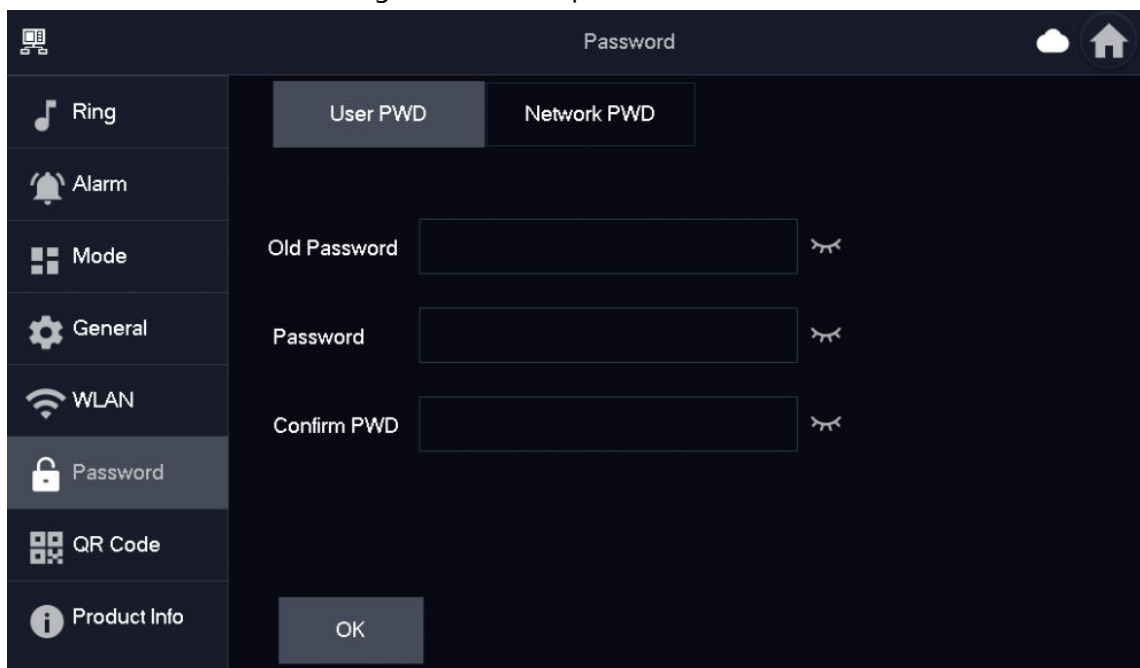 Password
Ring
Alarm
Mode
General
WLAN
Password
QR Code
Product Info
User PWD
Network PWD
Old Password
Password
Confirm PWD
OK